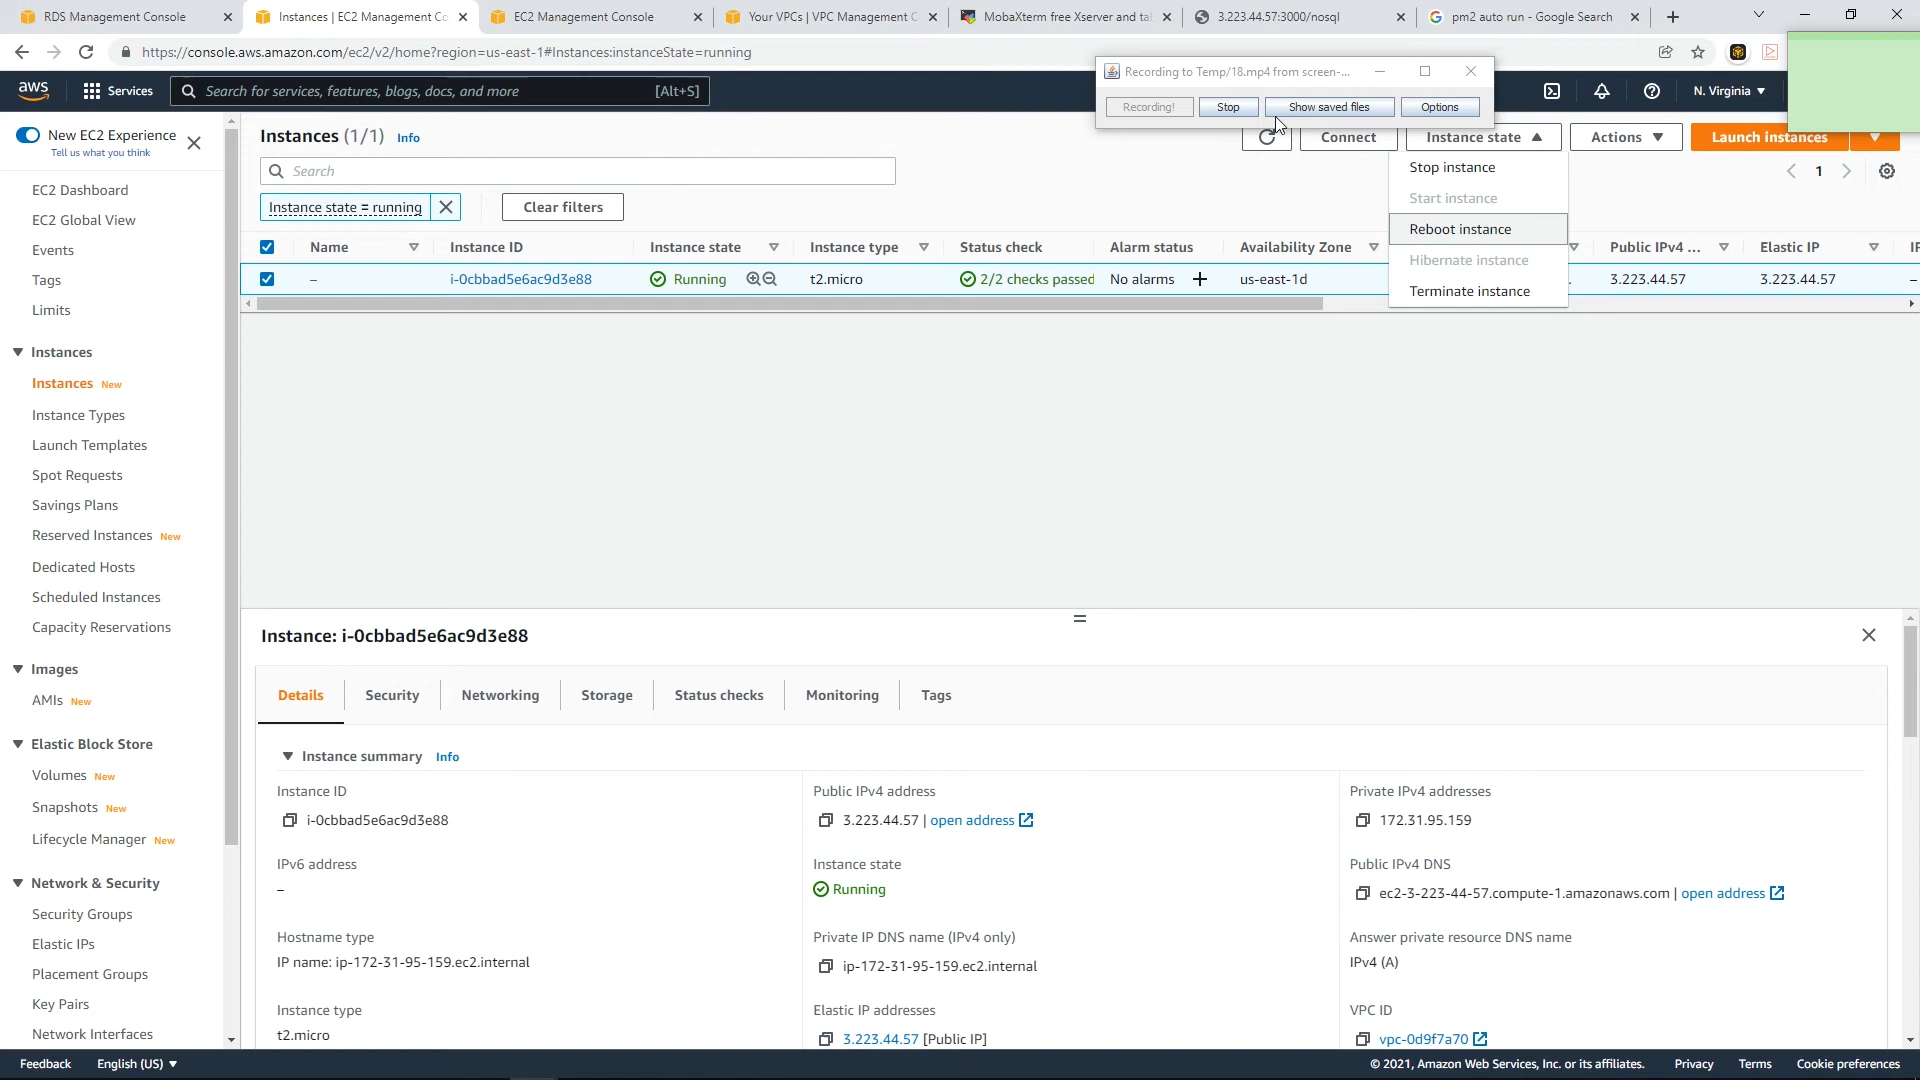 RDS Management Console
Instances | EC2 Management Co
EC2 Management Console
Your VPCs | VPC Management C
MobaXterm free Xserver and tab
3.223.44.57:3000/nosql
pm2 auto run - Google Search
https://console.aws.amazon.com/ec2/v2/home?region=us-east-1#Instances:instanceState=running
Recording to Temp/18.mp4 from screen-...
Recording!
Stop
Show saved files
Options
aws
Services
Search for services, features, blogs, docs, and more
[Alt+S]
N. Virginia
New EC2 Experience
Tell us what you think
EC2 Dashboard
EC2 Global View
Events
Tags
Limits
Instances
Instances New
Instance Types
Launch Templates
Spot Requests
Savings Plans
Reserved Instances New
Dedicated Hosts
Scheduled Instances
Capacity Reservations
Images
AMIs New
Elastic Block Store
Volumes New
Snapshots New
Lifecycle Manager New
Network & Security
Security Groups
Elastic IPs
Placement Groups
Key Pairs
Network Interfaces
Instances (1/1) Info
Connect
Instance state
Actions
Launch instances
Search
1
Instance state = running
Clear filters
Stop instance
Start instance
Reboot instance
Hibernate instance
Terminate instance
Name Instance ID Instance state Instance type Status check Alarm status Availability Zone Public IPv4 ... Elastic IP
– i-0cbbad5e6ac9d3e88 Running t2.micro 2/2 checks passed No alarms us-east-1d 3.223.44.57 3.223.44.57 –
Instance: i-0cbbad5e6ac9d3e88
Details Security Networking Storage Status checks Monitoring Tags
Instance summary Info
Instance ID
i-0cbbad5e6ac9d3e88
Public IPv4 address
3.223.44.57 | open address
Private IPv4 addresses
172.31.95.159
IPv6 address
–
Instance state
Running
Public IPv4 DNS
ec2-3-223-44-57.compute-1.amazonaws.com | open address
Hostname type
IP name: ip-172-31-95-159.ec2.internal
Private IP DNS name (IPv4 only)
ip-172-31-95-159.ec2.internal
Answer private resource DNS name
IPv4 (A)
Instance type
t2.micro
Elastic IP addresses
3.223.44.57 [Public IP]
VPC ID
vpc-0d9f7a70
Feedback
English (US)
© 2021, Amazon Web Services, Inc. or its affiliates.
Privacy
Terms
Cookie preferences